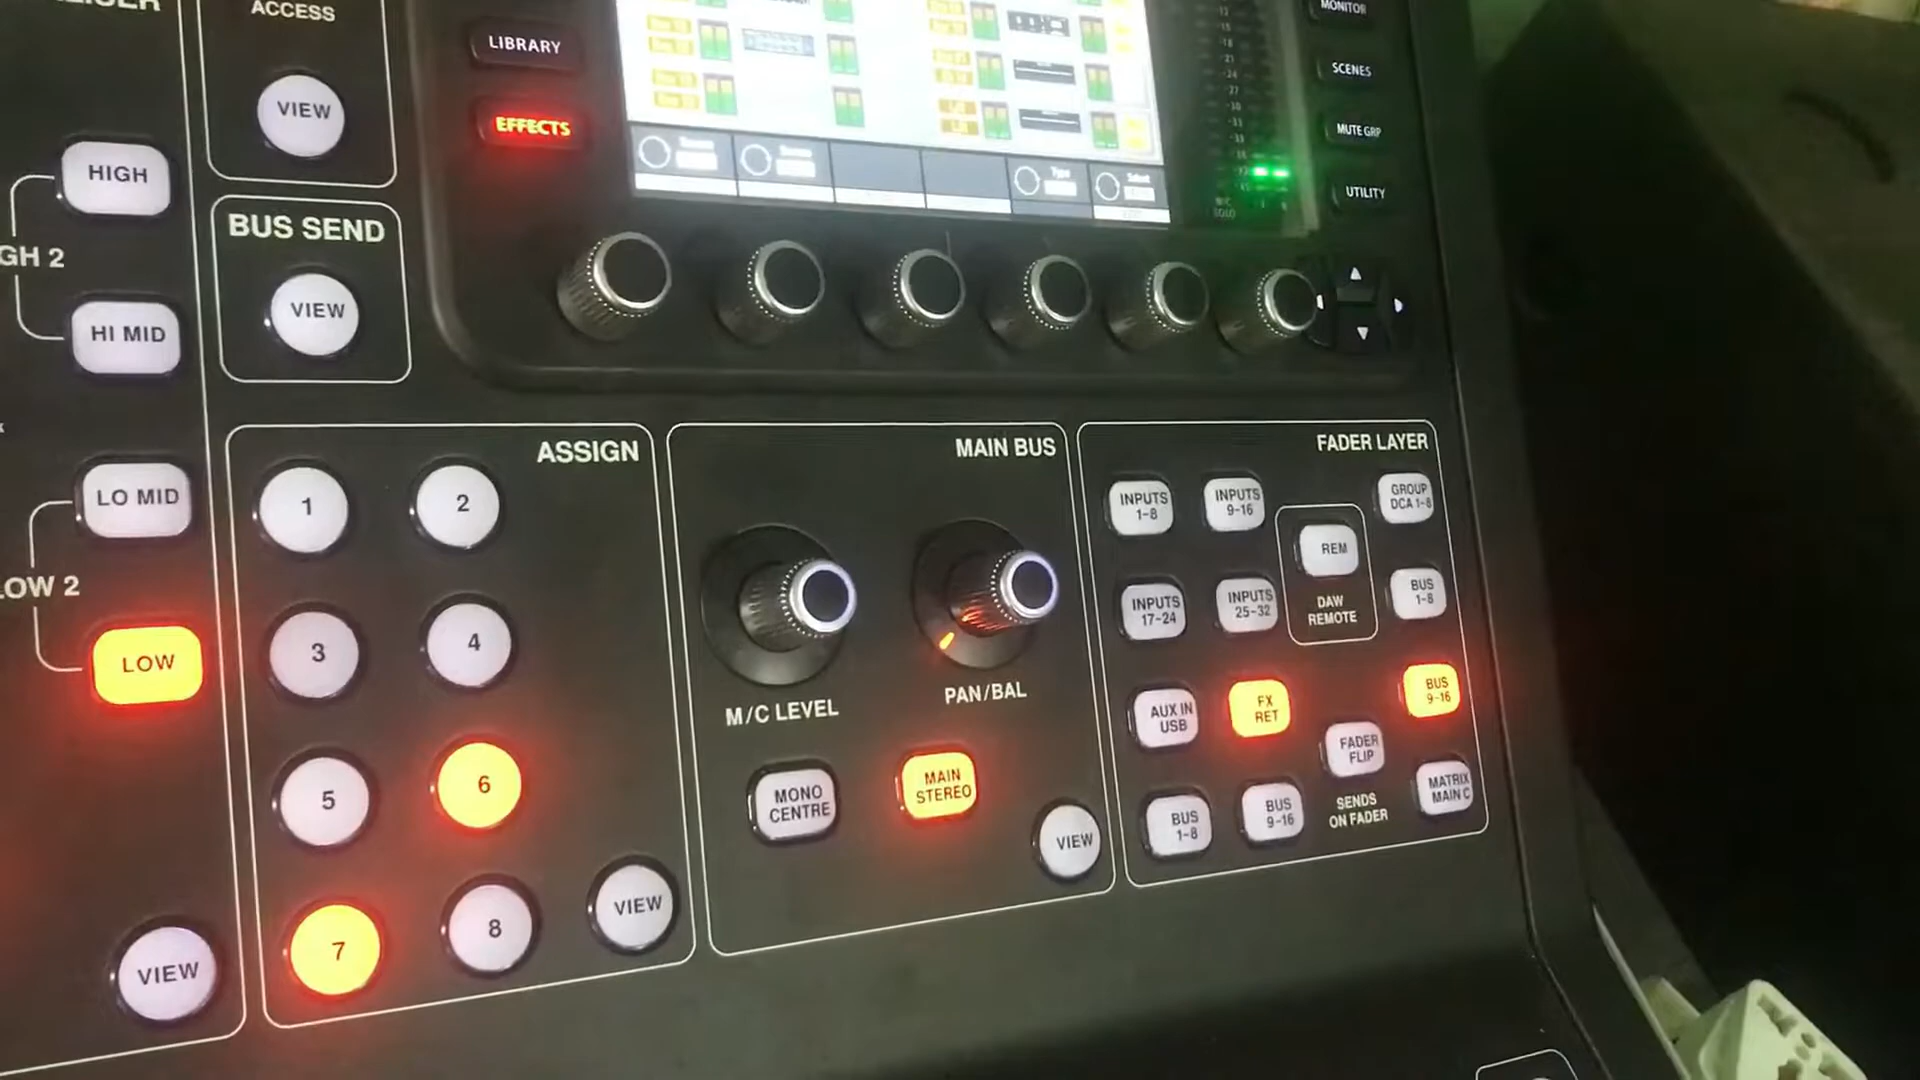 ACCESS
VIEW
HIGH
GH 2
HI MID
LO MID
OW 2
LOW
VIEW
BUS SEND
VIEW
LIBRARY
EFFECTS
MONITOR
SCENES
MUTE GRP
UTILITY
ASSIGN
1
2
3
4
5
6
7
8
VIEW
MAIN BUS
M/C LEVEL
PAN/BAL
MONO
CENTRE
MAIN
STEREO
VIEW
FADER LAYER
INPUTS
1-8
INPUTS
9-16
GROUP
DCA 1-8
REM
DAW
REMOTE
INPUTS
17-24
INPUTS
25-32
BUS
1-8
AUX IN
USB
FX
RET
BUS
9-16
FADER
FLIP
SENDS
ON FADER
BUS
1-8
BUS
9-16
MATRIX
MAIN C